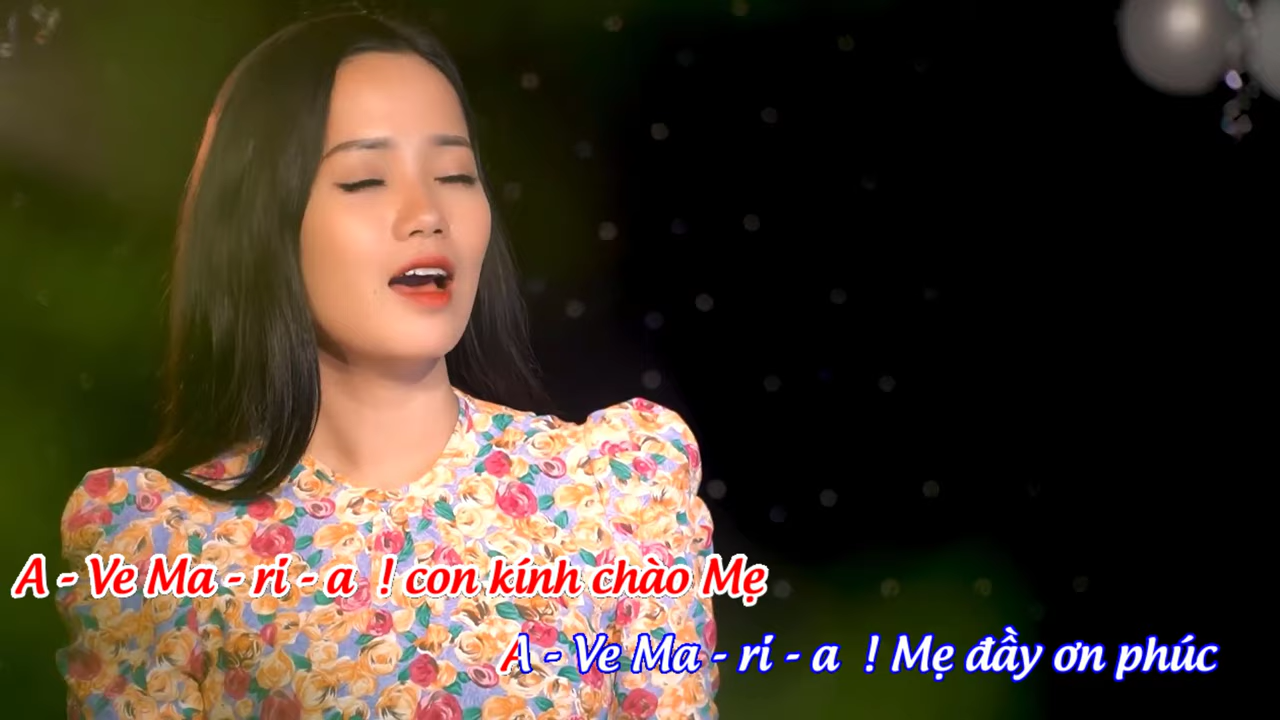 A - Ve Ma - ri - a ! con kính chào Mẹ
A - Ve Ma - ri - a ! Mẹ đầy ơn phúc